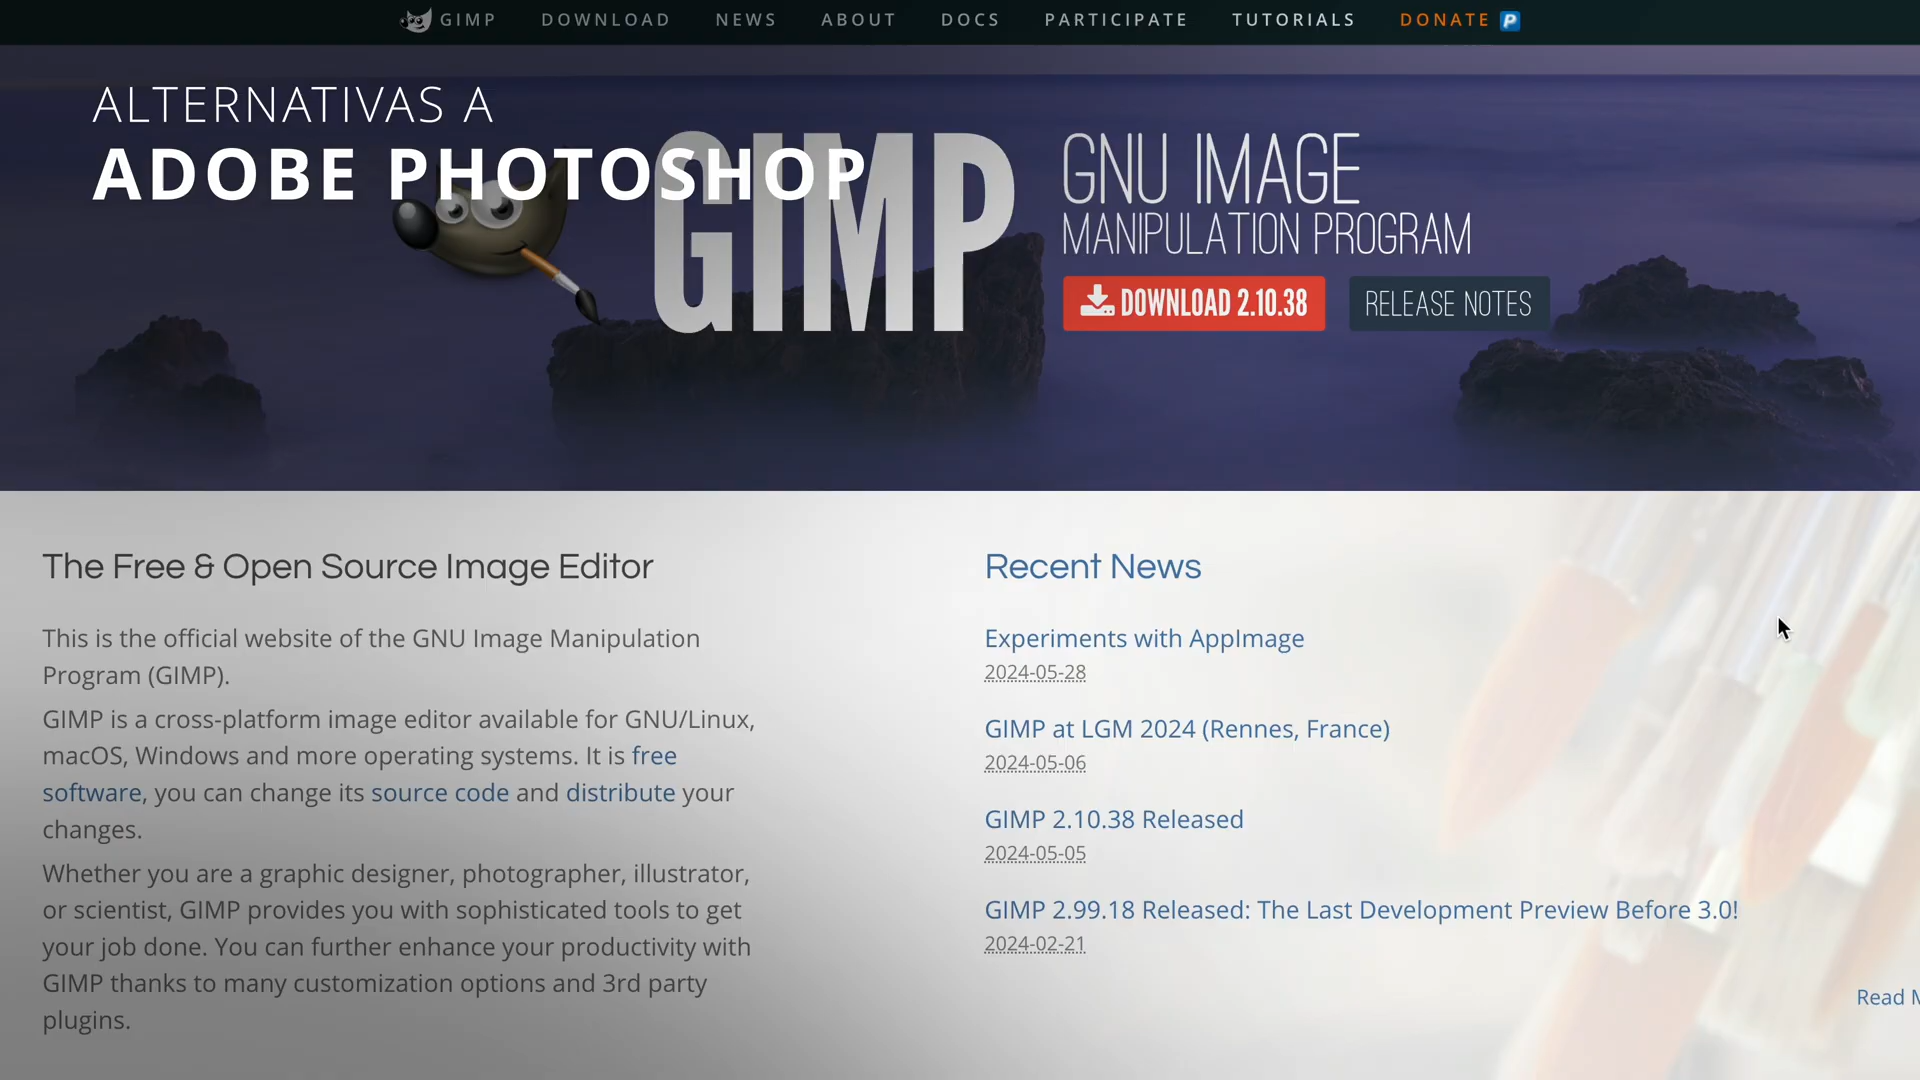 GIMP DOWNLOAD NEWS ABOUT DOCS PARTICIPATE TUTORIALS DONATE
ALTERNATIVAS A
ADOBE PHOTOSHOP
GIMP
GNU IMAGE
MANIPULATION PROGRAM
DOWNLOAD 2.10.38
RELEASE NOTES
The Free & Open Source Image Editor
This is the official website of the GNU Image Manipulation
Program (GIMP).
GIMP is a cross-platform image editor available for GNU/Linux,
macOS, Windows and more operating systems. It is free
software, you can change its source code and distribute your
changes.
Whether you are a graphic designer, photographer, illustrator,
or scientist, GIMP provides you with sophisticated tools to get
your job done. You can further enhance your productivity with
GIMP thanks to many customization options and 3rd party
plugins.
Recent News
Experiments with AppImage
2024-05-28
GIMP at LGM 2024 (Rennes, France)
2024-05-06
GIMP 2.10.38 Released
2024-05-05
GIMP 2.99.18 Released: The Last Development Preview Before 3.0!
2024-02-21
Read